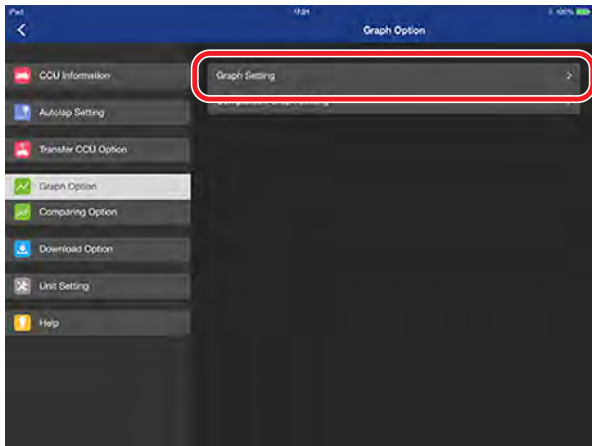 iPad
17:01
100%
Graph Option
CCU Information
Graph Setting
Autolap Setting
Transfer CCU Option
Graph Option
Comparing Option
Download Option
Unit Setting
Help